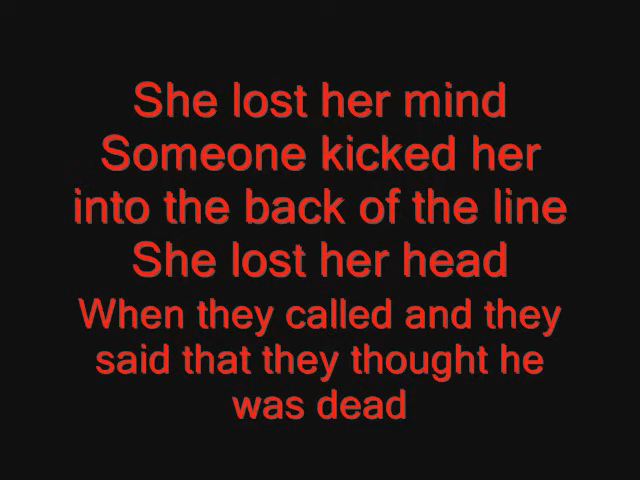 She lost her mind
Someone kicked her
into the back of the line
She lost her head
When they called and they
said that they thought he
was dead